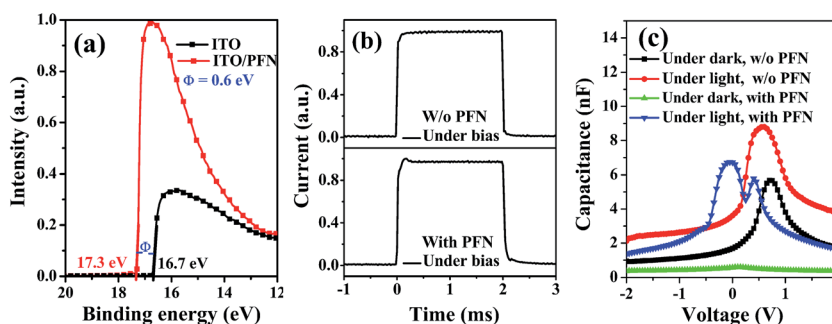 (a)
ITO
ITO/PFN
Φ = 0.6 eV
17.3 eV
Φ
16.7 eV
1.0
0.8
0.6
0.4
0.2
0.0
20 18 16 14 12
Intensity (a.u.)
Binding energy (eV)
(b)
W/o PFN
Under bias
With PFN
Under bias
1.0
0.8
0.4
0.0
0.8
0.4
0.0
-1 0 1 2 3
Current (a.u.)
Time (ms)
(c)
Under dark, w/o PFN
Under light, w/o PFN
Under dark, with PFN
Under light, with PFN
16
14
12
10
8
6
4
2
0
-2 -1 0 1
Capacitance (nF)
Voltage (V)